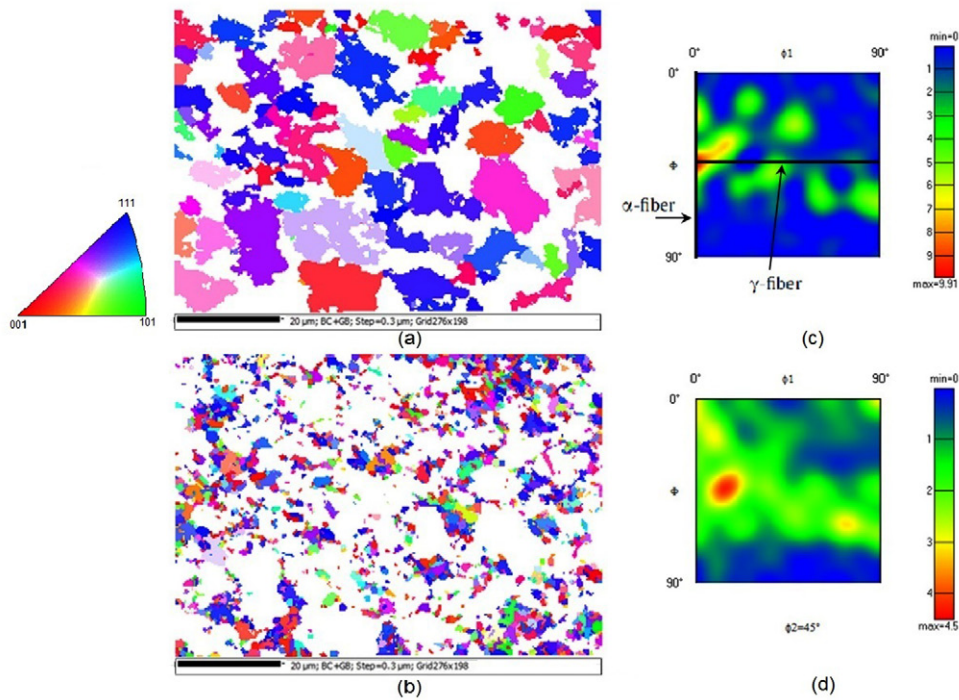 111
001
101
20 µm; BC+GB; Step=0.3 µm; Grid276x198
(a)
20 µm; BC+GB; Step=0.3 µm; Grid276x198
(b)
0°
ϕ1
90°
0°
Φ
90°
α-fiber
γ-fiber
min=0
1
2
3
4
5
6
7
8
9
max=9.91
(c)
0°
ϕ1
90°
0°
Φ
90°
ϕ2=45°
min=0
1
2
3
4
max=4.5
(d)